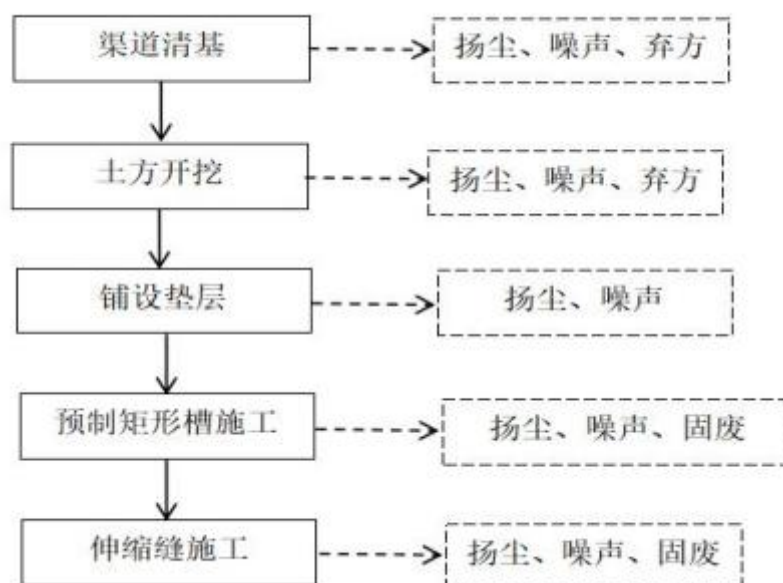 渠道清基
扬尘、噪声、弃方
土方开挖
扬尘、噪声、弃方
铺设垫层
扬尘、噪声
预制矩形槽施工
扬尘、噪声、固废
伸缩缝施工
扬尘、噪声、固废